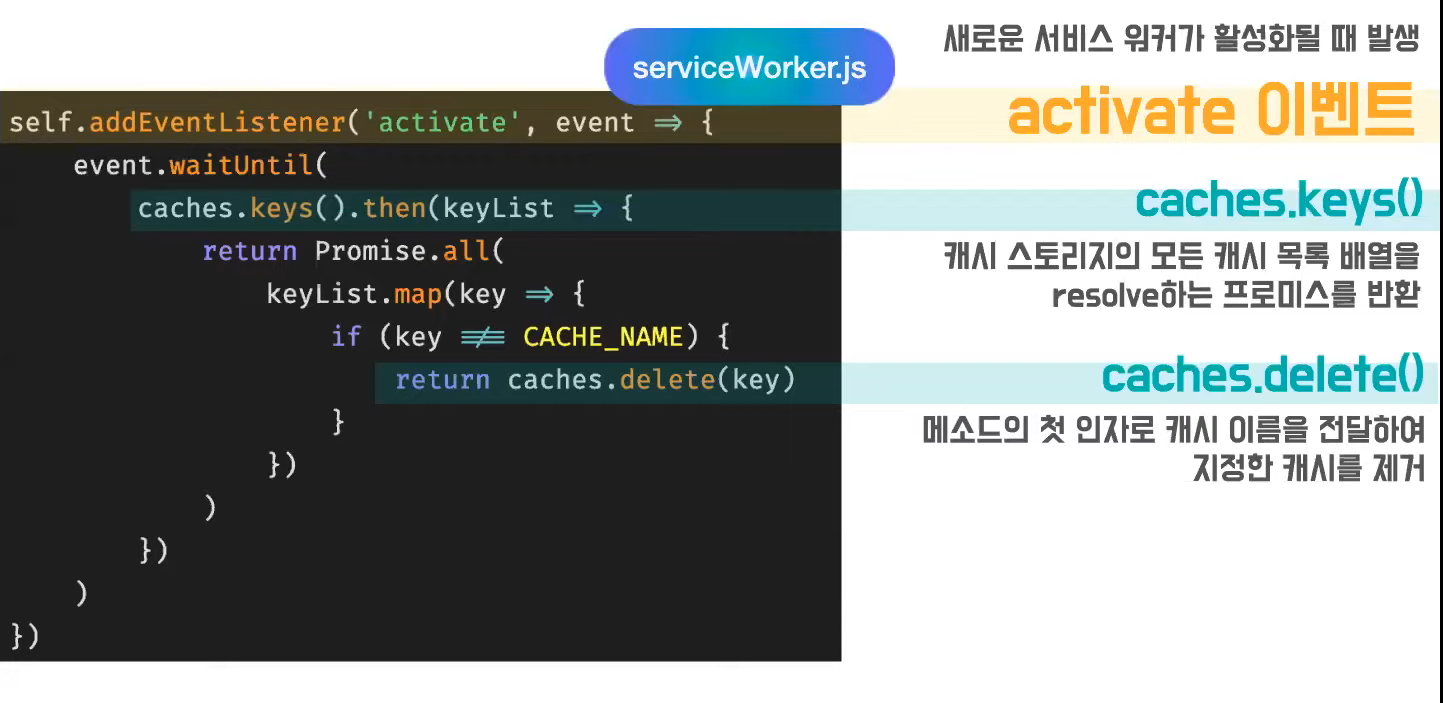 serviceWorker.js
새로운 서비스 워커가 활성화될 때 발생
activate 이벤트
self.addEventListener('activate', event => {
    event.waitUntil(
        caches.keys().then(keyList => {
            return Promise.all(
                keyList.map(key => {
                    if (key !== CACHE_NAME) {
                        return caches.delete(key)
                    }
                })
            )
        })
    )
})
caches.keys()
캐시 스토리지의 모든 캐시 목록 배열을
resolve하는 프로미스를 반환
caches.delete()
메소드의 첫 인자로 캐시 이름을 전달하여
지정한 캐시를 제거